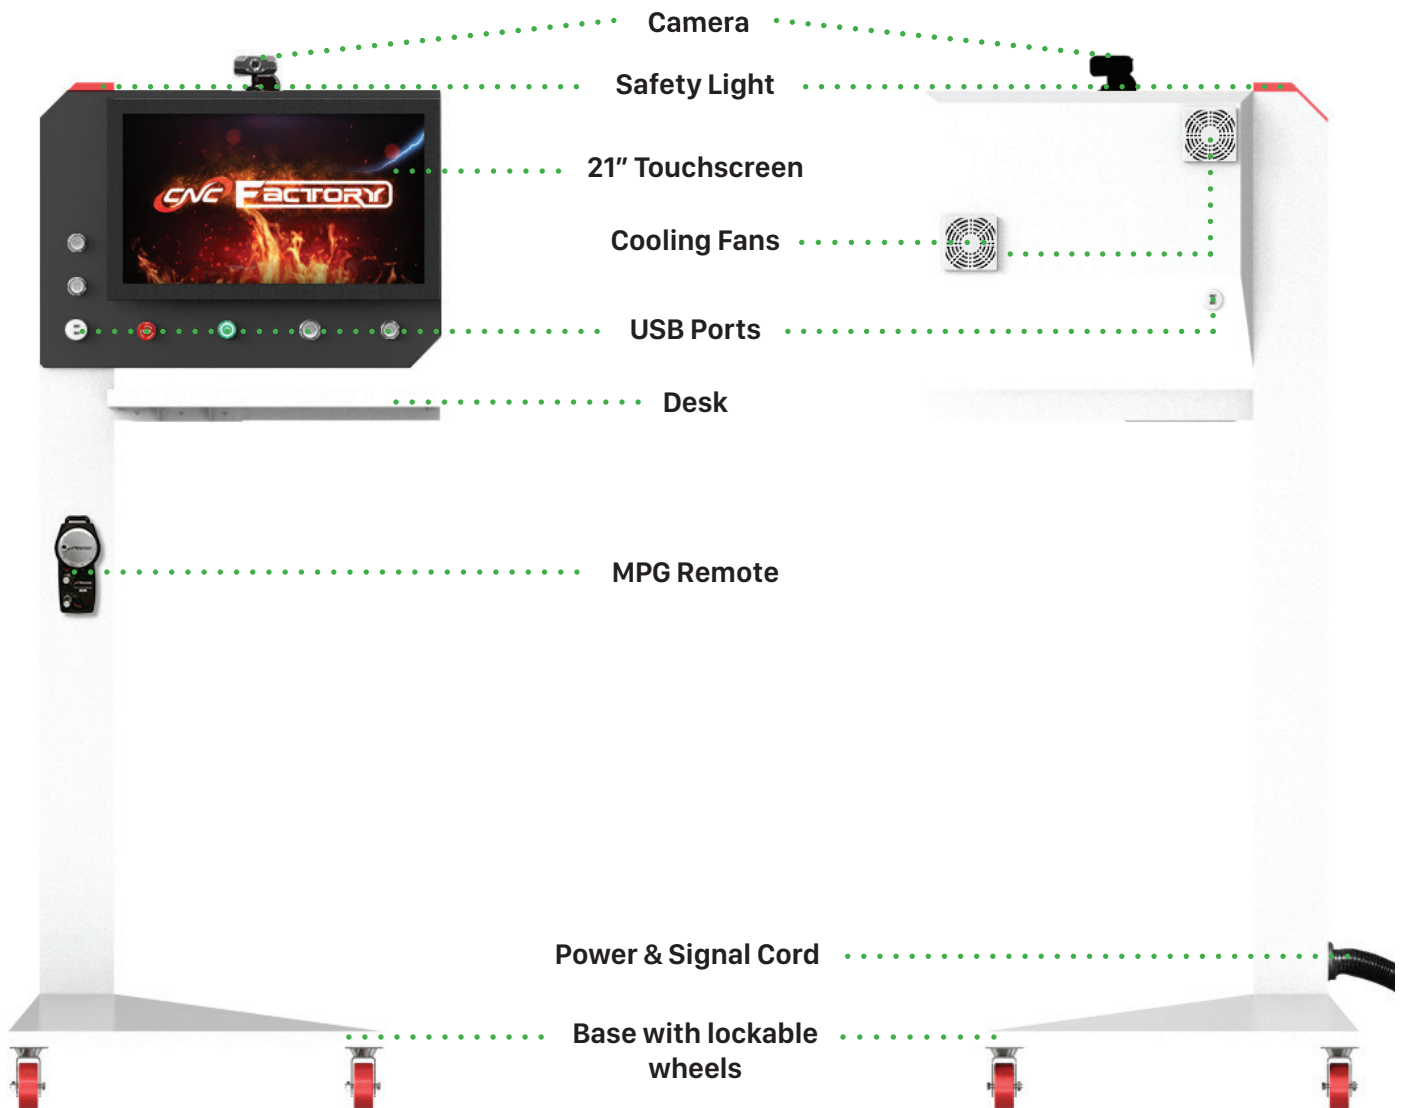 Camera
Safety Light
21" Touchscreen
CNC FACTORY
Cooling Fans
USB Ports
Desk
MPG Remote
Power & Signal Cord
Base with lockable
wheels